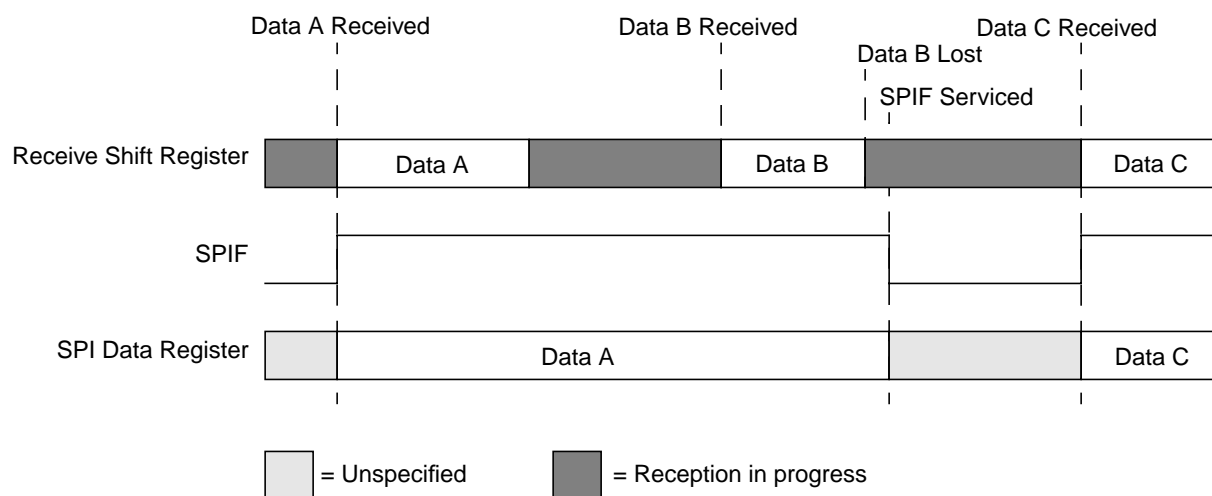 Data A Received
Data B Received
Data C Received
Data B Lost
SPIF Serviced
Receive Shift Register
Data A
Data B
Data C
SPIF
SPI Data Register
Data A
Data C
= Unspecified
= Reception in progress